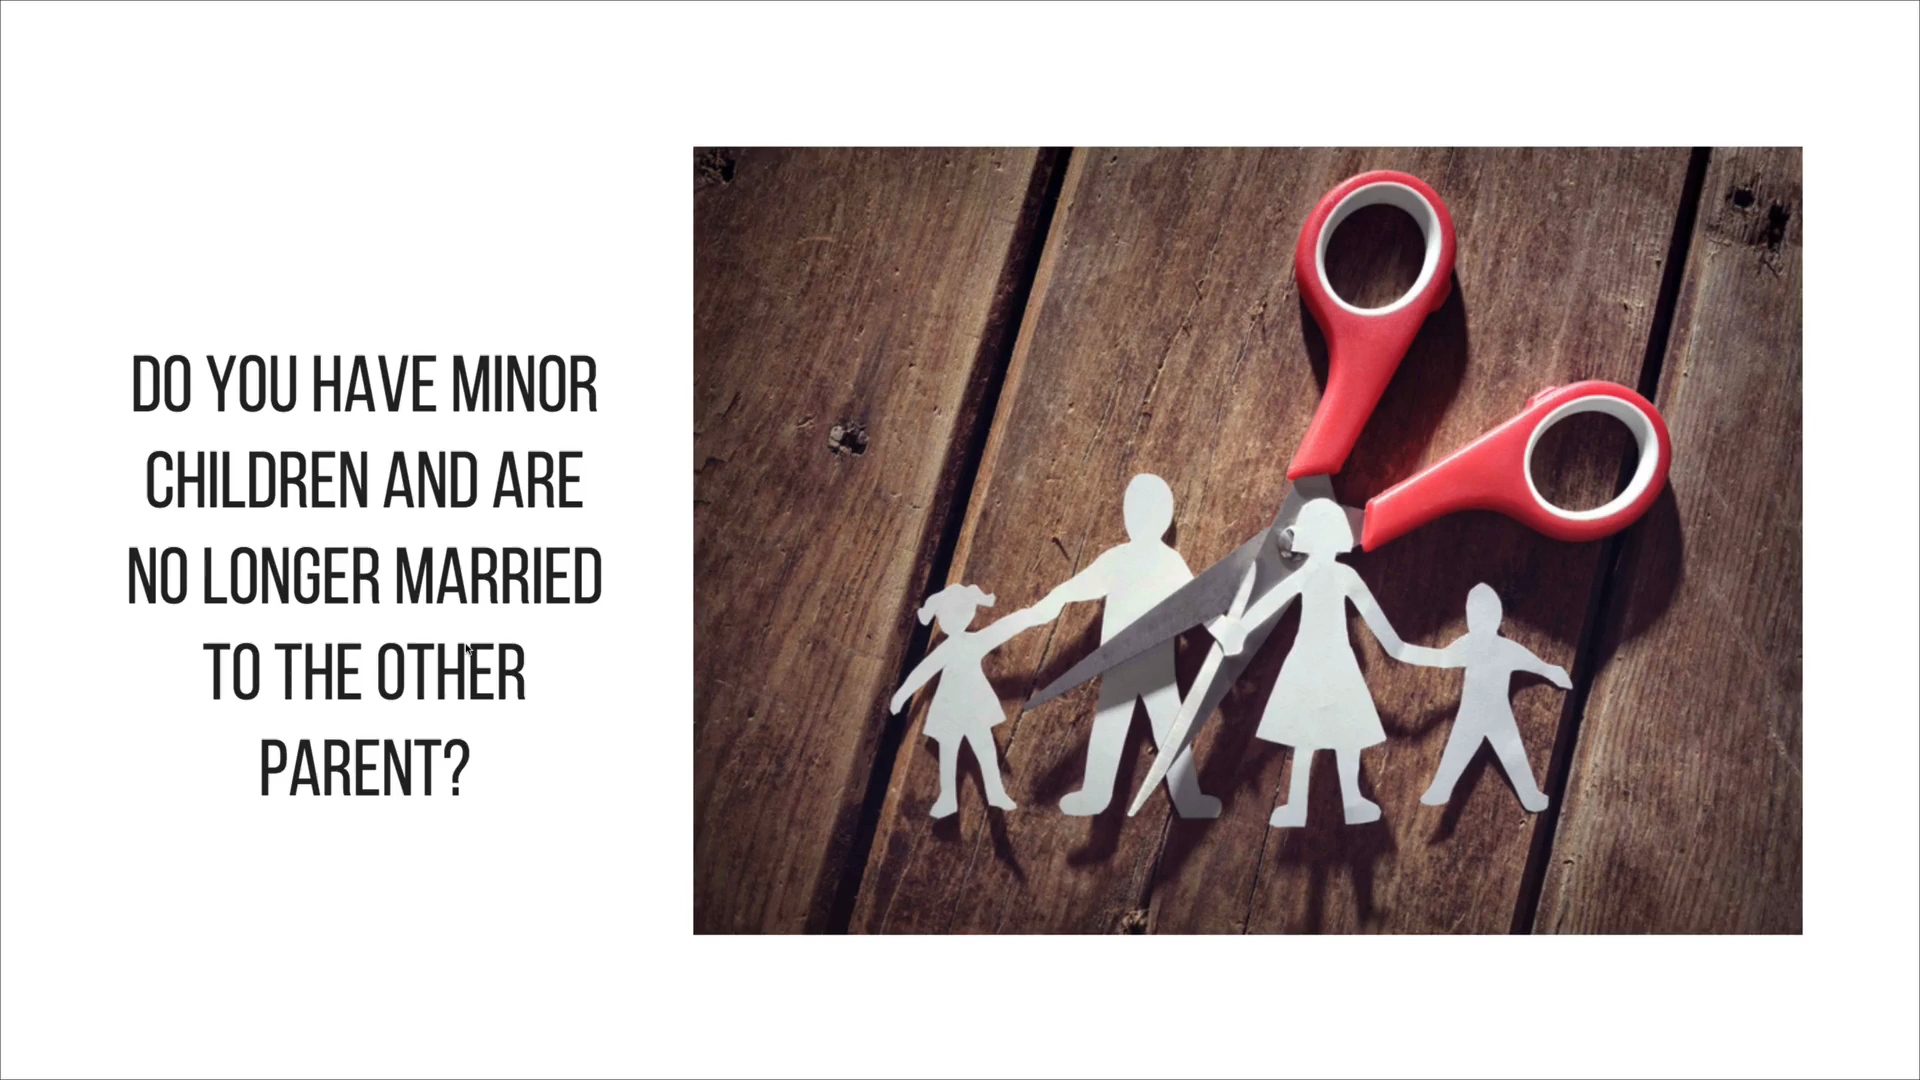 DO YOU HAVE MINOR
CHILDREN AND ARE
NO LONGER MARRIED
TO THE OTHER
PARENT?